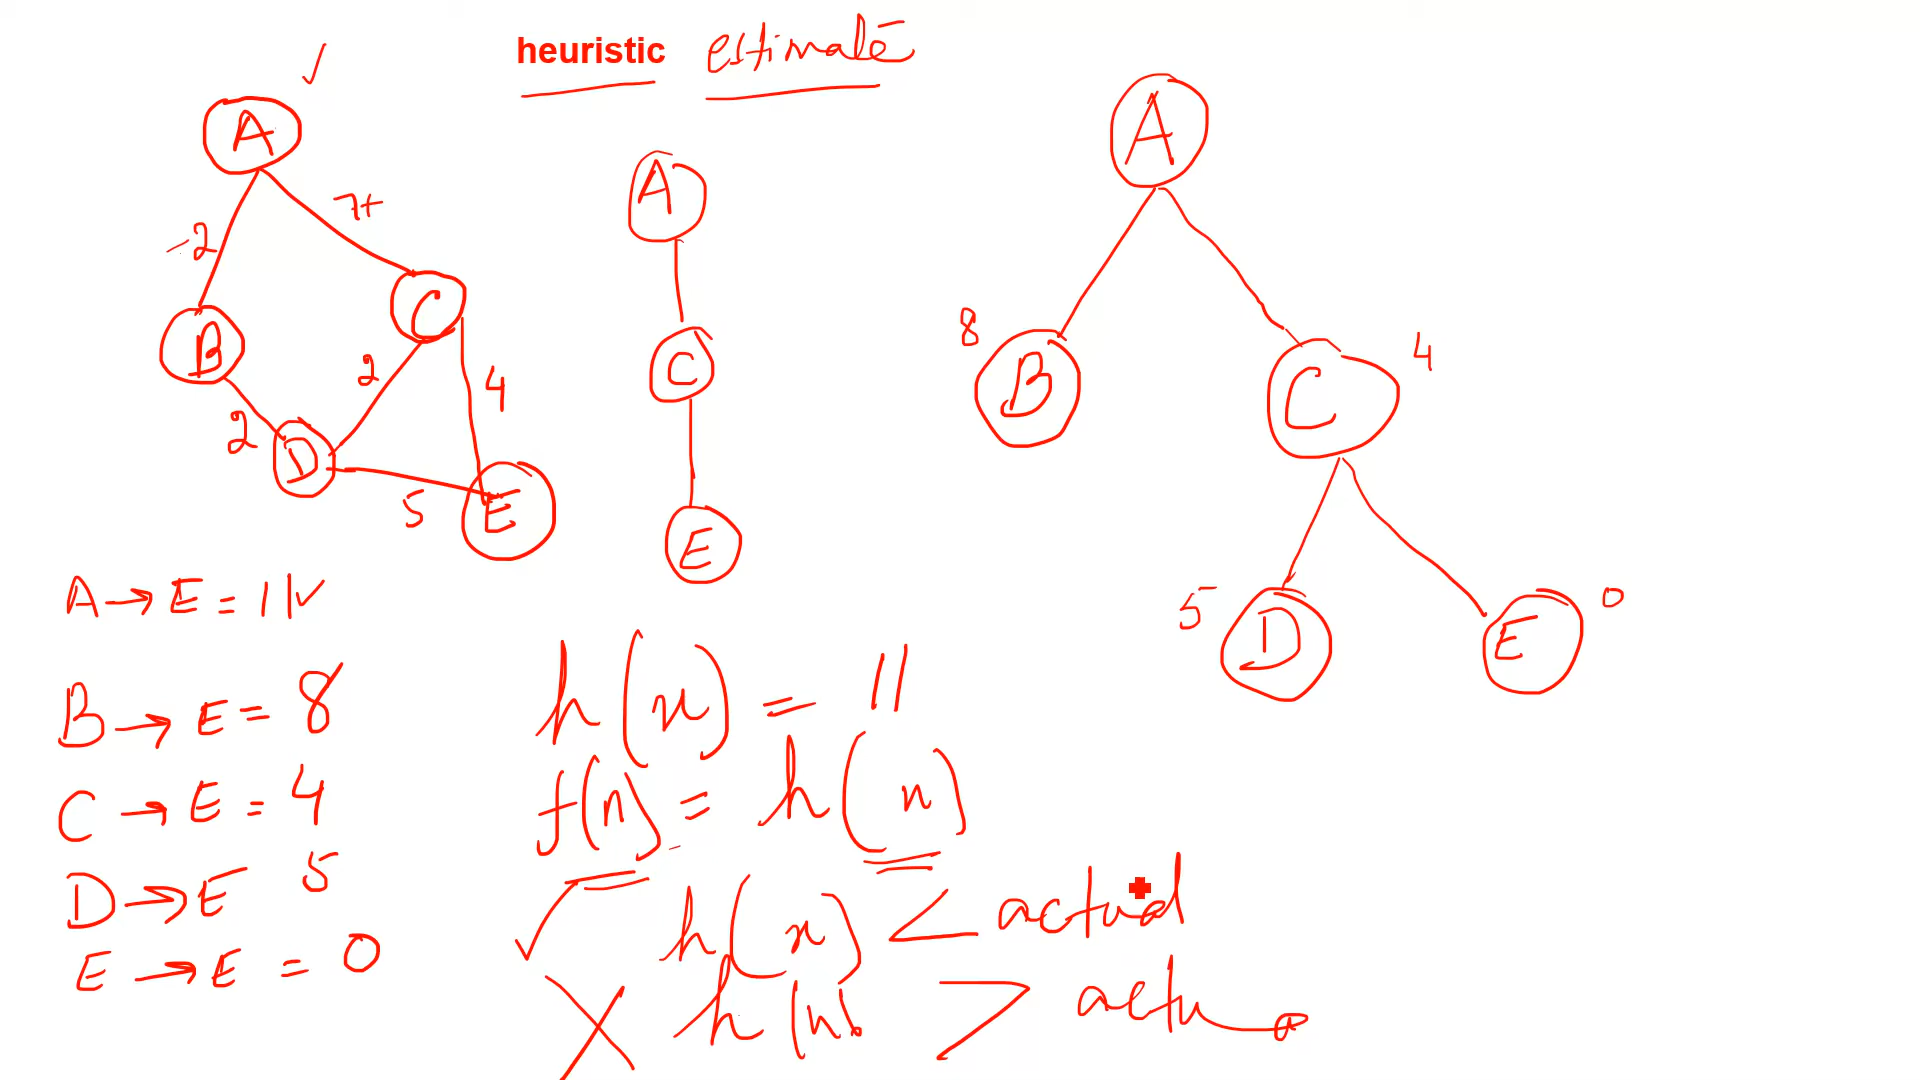 heuristic estimate
A
-2
7+
B
C
2
2
4
D
5
E
A
C
E
A
8
B
C
4
5
D
E
0
A → E = 11
B → E = 8
C → E = 4
D → E 5
E → E = 0
h(n) = 11
f(n) = h(n)
h(n) < actual
h(n) > actu